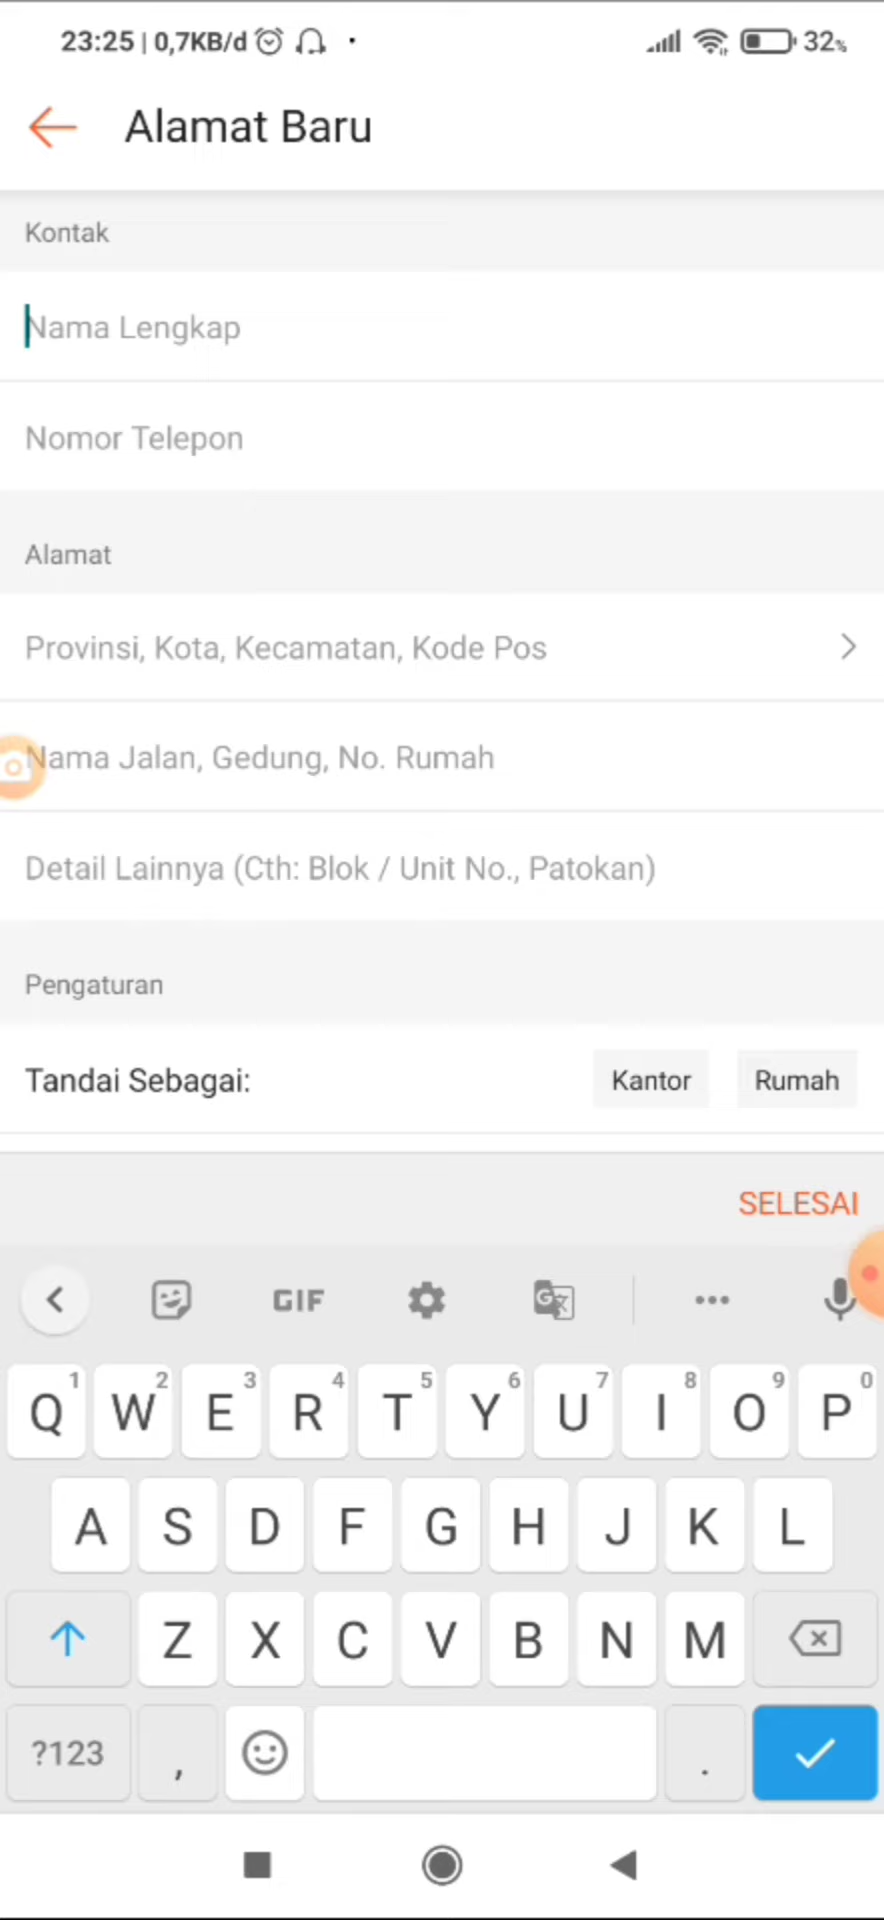 23:25 | 0,7KB/d 32%
Alamat Baru
Kontak
Nama Lengkap
Nomor Telepon
Alamat
Provinsi, Kota, Kecamatan, Kode Pos
Nama Jalan, Gedung, No. Rumah
Detail Lainnya (Cth: Blok / Unit No., Patokan)
Pengaturan
Tandai Sebagai: Kantor Rumah
SELESAI
GIF G
1 2 3 4 5 6 7 8 9 0
Q W E R T Y U I O P
A S D F G H J K L
Z X C V B N M
?123 , .